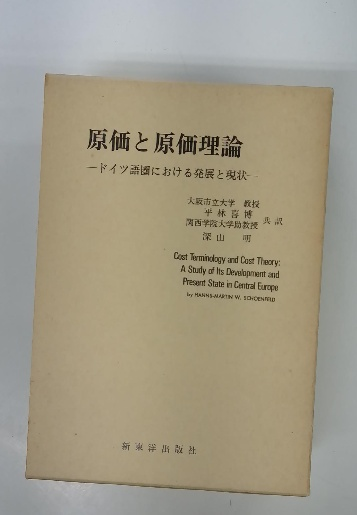 原価と原価理論
―ドイツ語圏における発展と現状―
大阪市立大学 教授
平林喜博
関西学院大学助教授 共訳
深山 明
Cost Terminology and Cost Theory:
A Study of Its Development and
Present State in Central Europe
by HANNS-MARTIN W. SCHOENFELD
新東洋出版社